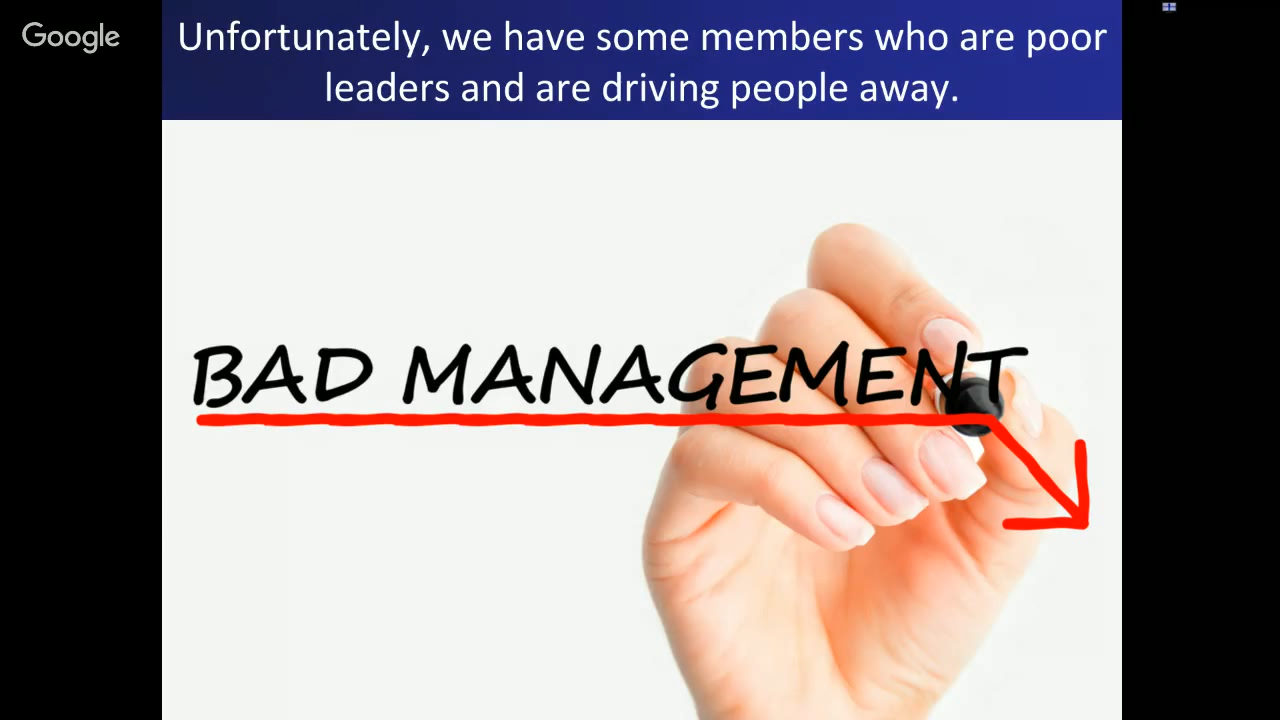 Google
Unfortunately, we have some members who are poor
leaders and are driving people away.
BAD MANAGEMENT